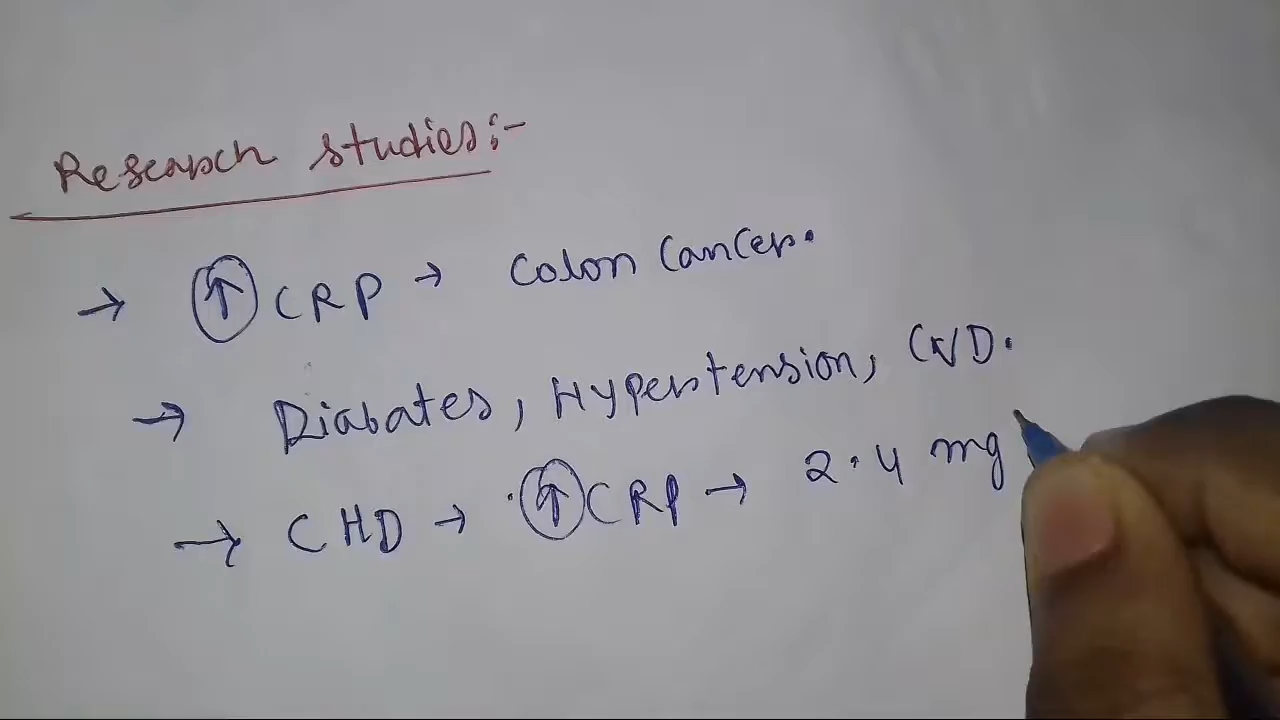 Research studies:-
→ ↑ CRP → Colon Cancer.
→ Diabates, Hypertension, CVD.
→ CHD → ↑ CRP → 2.4 mg